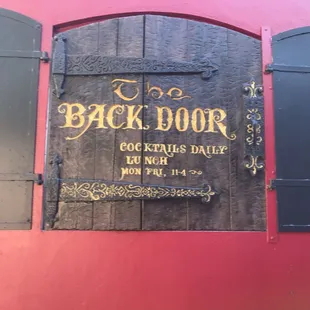 The
BACK DOOR
COCKTAILS DAILY
LUNCH
MON FRI, 11-4